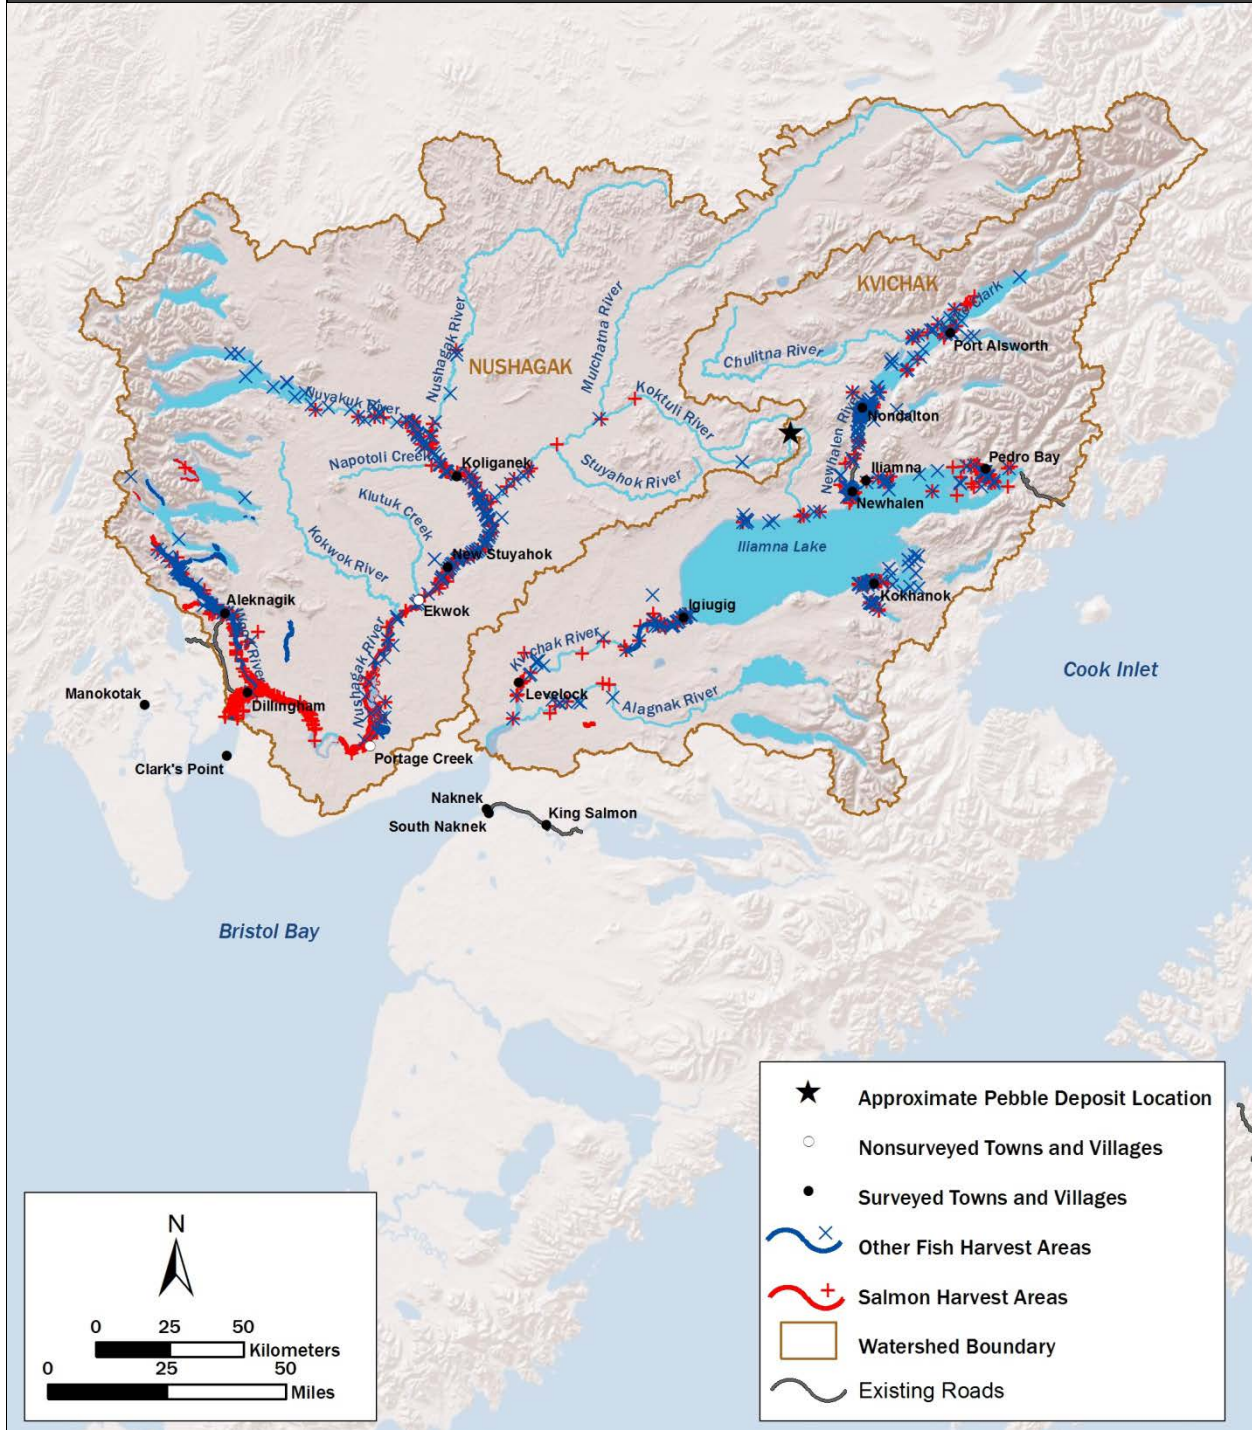 KVICHAK
Clark
Port Alsworth
Chulitna River
Nushagak River
Mulchatna River
NUSHAGAK
Koktuli River
Nuyakuk River
Nondalton
Newhalen River
Napotoli Creek
Koliganek
Stuyahok River
Iliamna
Pedro Bay
Newhalen
Klutuk Creek
Kokwok River
Iliamna Lake
New Stuyahok
Ekwok
Kokhanok
Igiugig
Aleknagik
Wood River
Nushagak River
Kvichak River
Levelock
Alagnak River
Cook Inlet
Manokotak
Dillingham
Portage Creek
Clark's Point
Naknek
South Naknek
King Salmon
Bristol Bay
Approximate Pebble Deposit Location
Nonsurveyed Towns and Villages
Surveyed Towns and Villages
Other Fish Harvest Areas
Salmon Harvest Areas
Watershed Boundary
Existing Roads
N
0 25 50
Kilometers
0 25 50
Miles